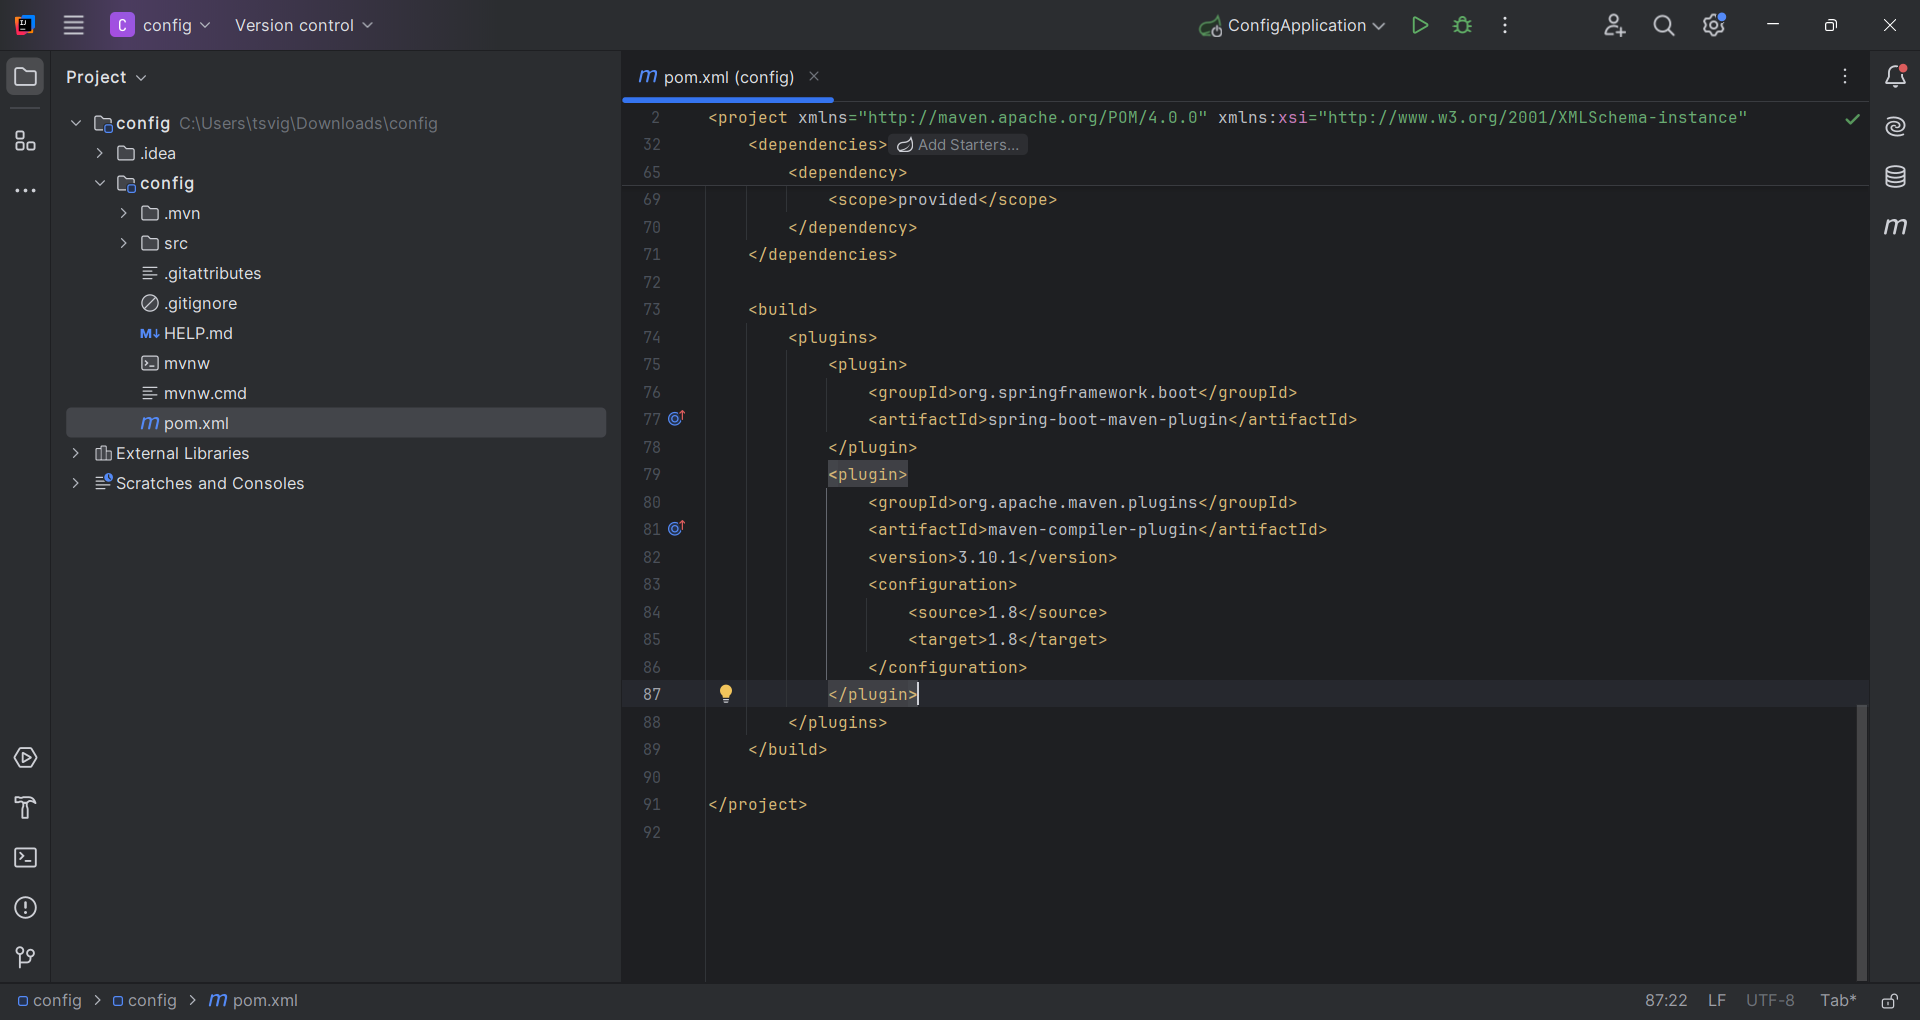 C config Version control ConfigApplication
Project
config C:\Users\tsvig\Downloads\config
.idea
config
.mvn
src
.gitattributes
.gitignore
M↓ HELP.md
mvnw
mvnw.cmd
m pom.xml
External Libraries
Scratches and Consoles
m pom.xml (config)
2 <project xmlns="http://maven.apache.org/POM/4.0.0" xmlns:xsi="http://www.w3.org/2001/XMLSchema-instance"
32 <dependencies> Add Starters...
65 <dependency>
69 <scope>provided</scope>
70 </dependency>
71 </dependencies>
72
73 <build>
74 <plugins>
75 <plugin>
76 <groupId>org.springframework.boot</groupId>
77 <artifactId>spring-boot-maven-plugin</artifactId>
78 </plugin>
79 <plugin>
80 <groupId>org.apache.maven.plugins</groupId>
81 <artifactId>maven-compiler-plugin</artifactId>
82 <version>3.10.1</version>
83 <configuration>
84 <source>1.8</source>
85 <target>1.8</target>
86 </configuration>
87 </plugin>
88 </plugins>
89 </build>
90
91 </project>
92
m
config > config > m pom.xml 87:22 LF UTF-8 Tab*